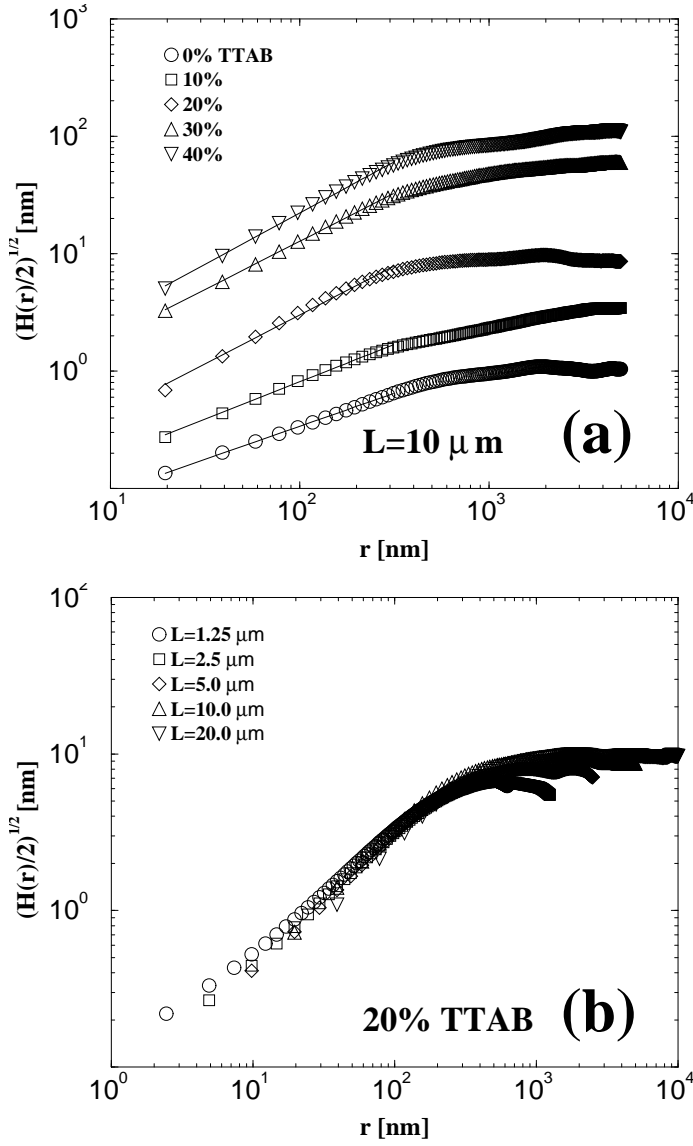 10³
10²
10¹
10⁰
(H(r)/2)^1/2 [nm]
0% TTAB
10%
20%
30%
40%
L=10 μ m
(a)
10¹ 10² 10³ 10⁴
r [nm]
10²
10¹
10⁰
(H(r)/2)^1/2 [nm]
L=1.25 μm
L=2.5 μm
L=5.0 μm
L=10.0 μm
L=20.0 μm
20% TTAB
(b)
10⁰ 10¹ 10² 10³ 10⁴
r [nm]